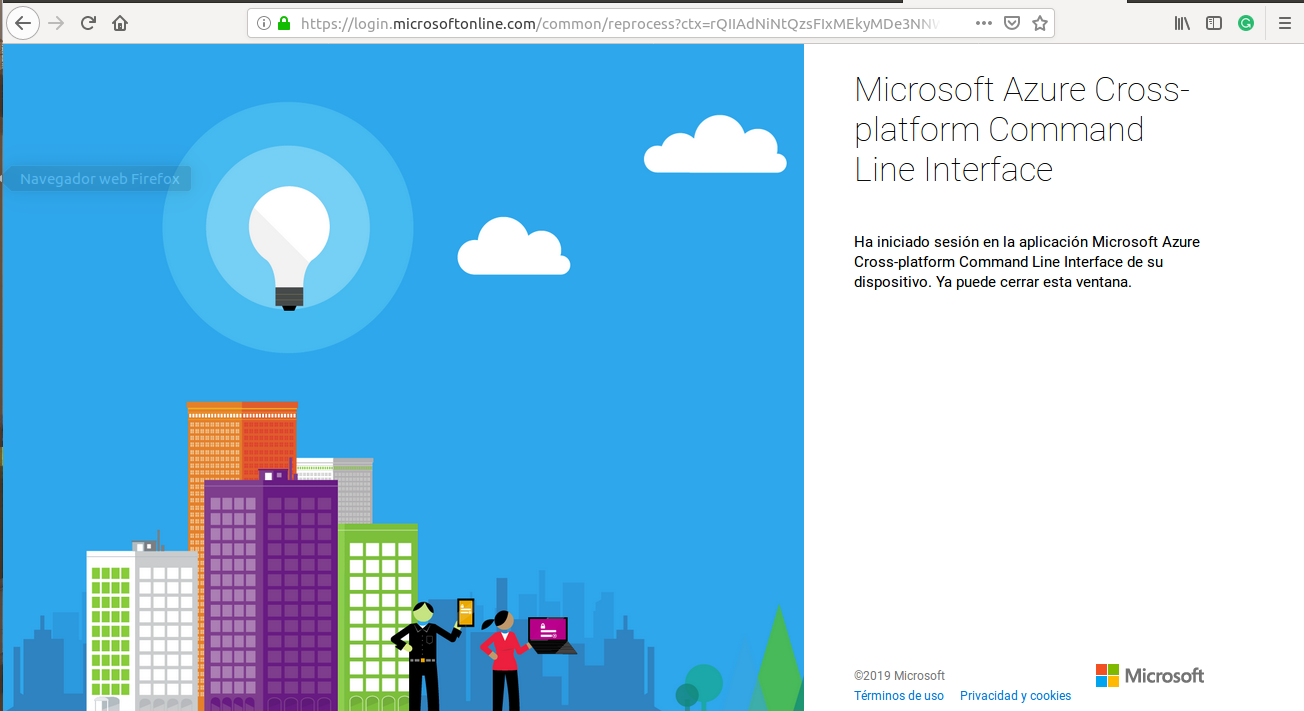 https://login.microsoftonline.com/common/reprocess?ctx=rQIIAdNiNtQzsFIxMEkyMDe3NN
Microsoft Azure Cross-
platform Command
Line Interface
Navegador web Firefox
Ha iniciado sesión en la aplicación Microsoft Azure
Cross-platform Command Line Interface de su
dispositivo. Ya puede cerrar esta ventana.
©2019 Microsoft
Microsoft
Términos de uso Privacidad y cookies